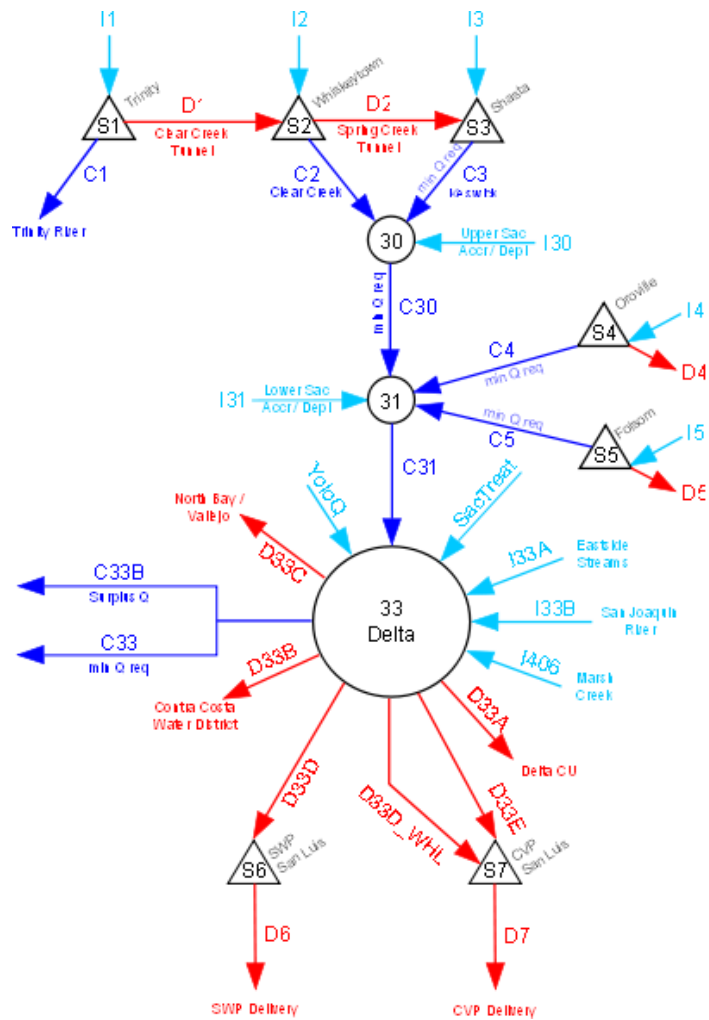 I1
I2
I3
Trinity
Whiskeytown
Shasta
D1
D2
S1
S2
S3
Clear Creek
Tunnel
Spring Creek
Tunnel
C1
C2
Clear Creek
min Q req
C3
Keswick
Trinity River
30
Upper Sac
Accr/ Depl
I30
min Q req
C30
Oroville
I4
S4
C4
min Q req
D4
I31
Lower Sac
Accr/ Depl
31
min Q req
C5
Folsom
I5
S5
D5
C31
YoloQ
SacTreat
North Bay /
Vallejo
D33C
I33A
Eastside
Streams
C33B
Surplus Q
33
Delta
I33B
San Joaquin
River
C33
min Q req
D33B
I406
Marsh
Creek
Contra Costa
Water District
D33A
Delta CU
D33D
D33D_WHL
D33E
SWP
San Luis
S6
CVP
San Luis
S7
D6
D7
SWP Delivery
CVP Delivery